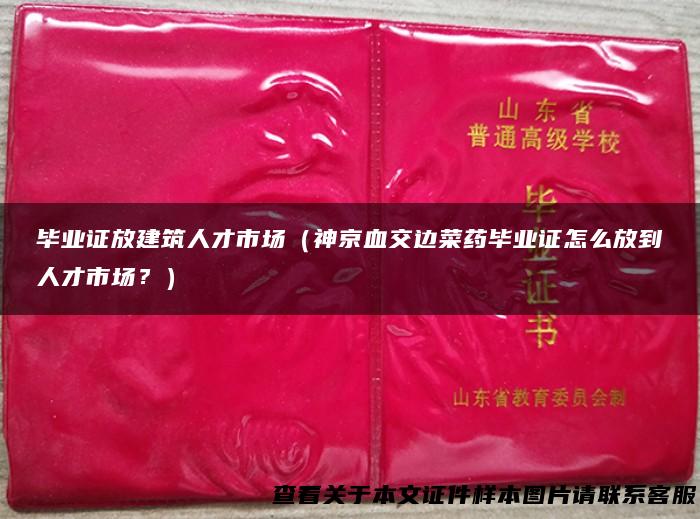 山东省
普通高级学校
毕业证书
毕业证放建筑人才市场（神京血交边菜药毕业证怎么放到
人才市场？）
山东省教育委员会制
查看关于本文证件样本图片请联系客服